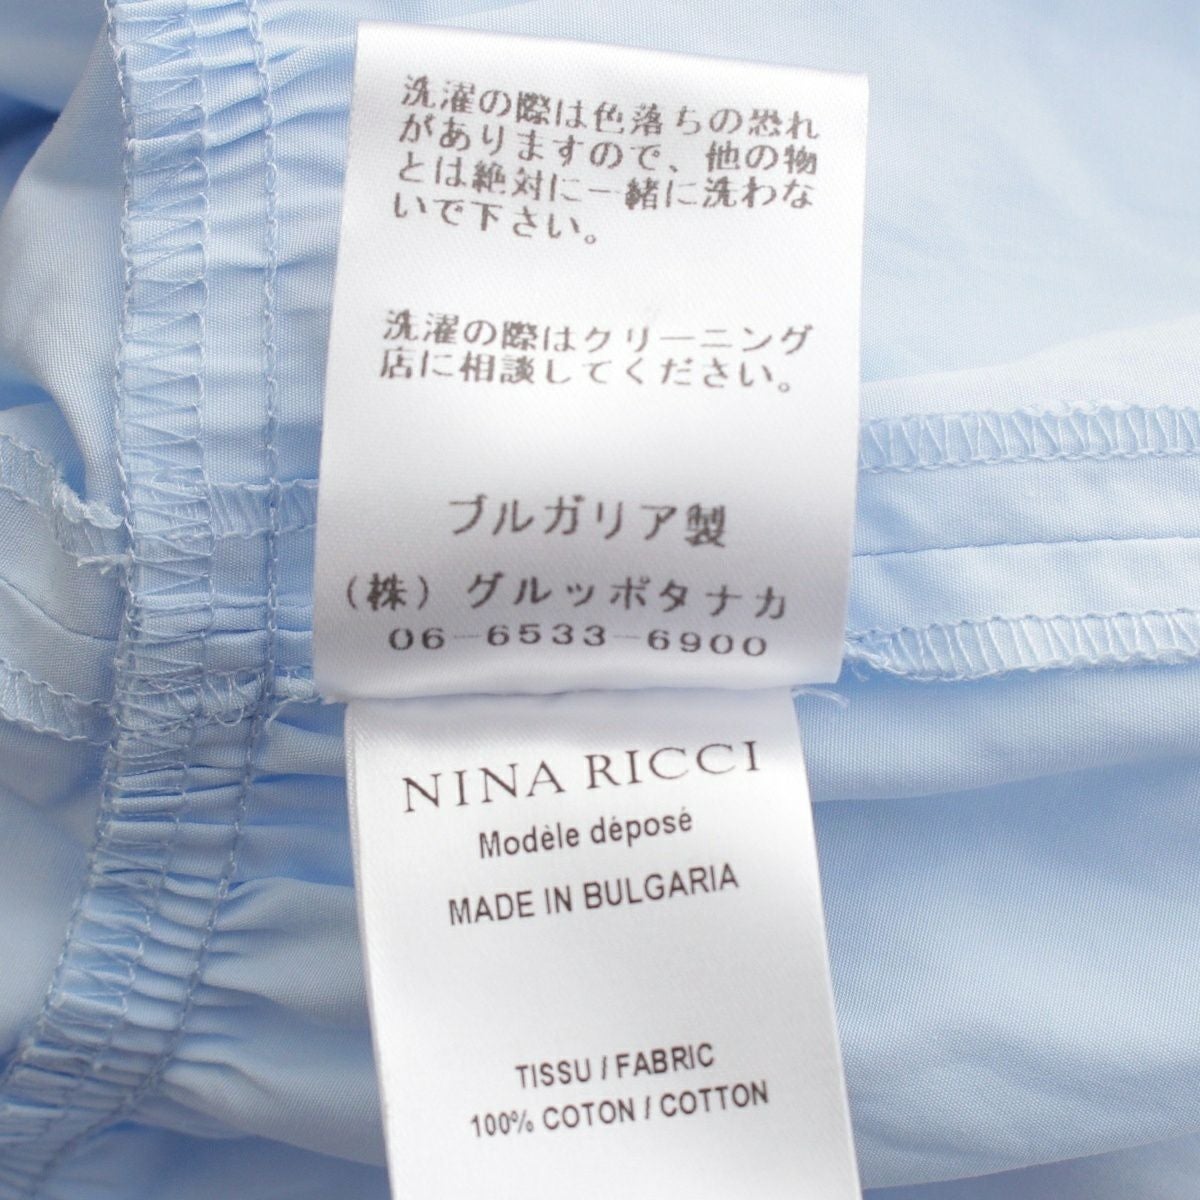 洗濯の際は色落ちの恐れ
がありますので、他の物
とは絶対に一緒に洗わな
いで下さい。
洗濯の際はクリーニング
店に相談してください。
ブルガリア製
(株)グルッポタナカ
06-6533-6900
NINA RICCI
Modèle déposé
MADE IN BULGARIA
TISSU / FABRIC
100% COTON / COTTON